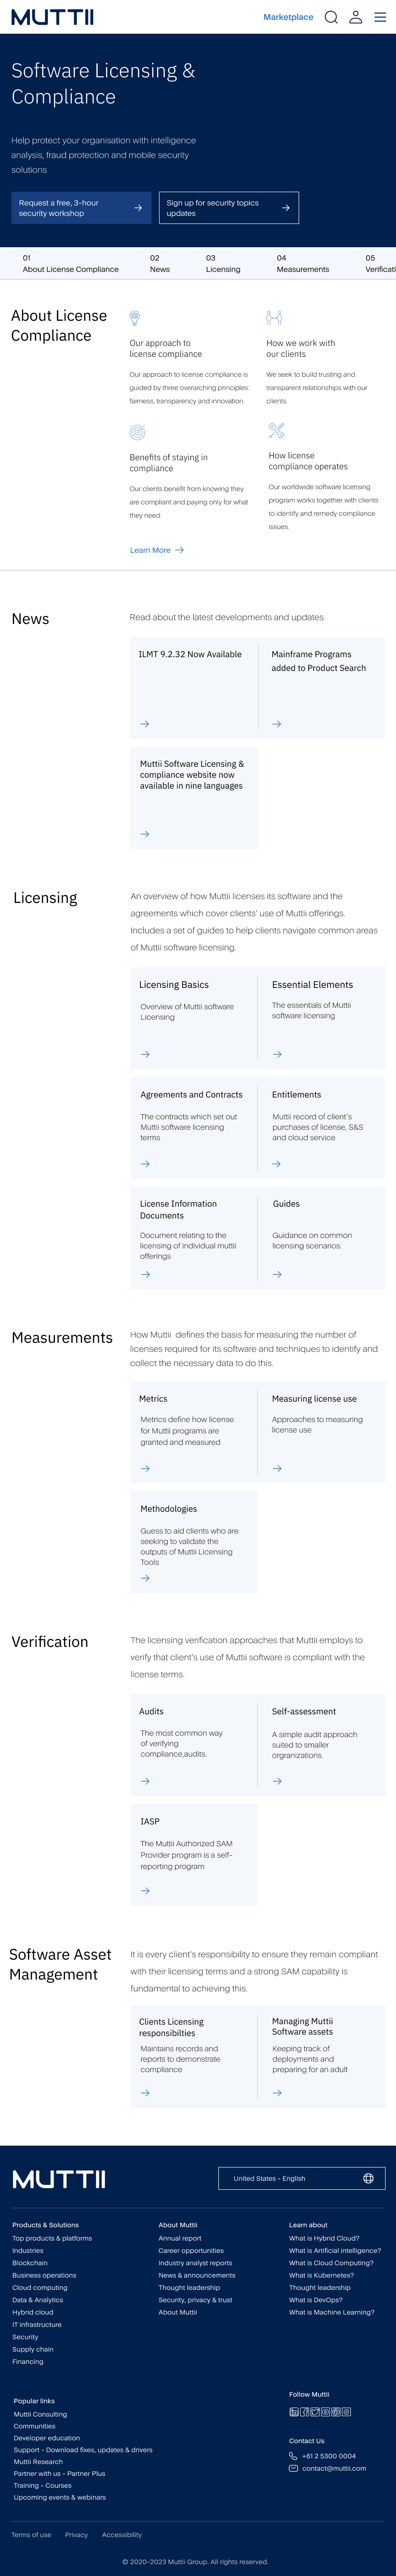 MUTTII
Marketplace
Software Licensing &
Compliance
Help protect your organisation with intelligence
analysis, fraud protection and mobile security
solutions
Request a free, 3-hour
security workshop
Sign up for security topics
updates
01
About License Compliance
02
News
03
Licensing
04
Measurements
05
Verificati
About License
Compliance
Our approach to
license compliance
Our approach to license compliance is
guided by three overarching principles:
fairness, transparency and innovation.
How we work with
our clients
We seek to build trusting and
transparent relationships with our
clients.
Benefits of staying in
compliance
Our clients benefit from knowing they
are compliant and paying only for what
they need.
How license
compliance operates
Our worldwide software licensing
program works together with clients
to identify and remedy compliance
issues.
Learn More
News
Read about the latest developments and updates
ILMT 9.2.32 Now Available
Mainframe Programs
added to Product Search
Muttii Software Licensing &
compliance website now
available in nine languages
Licensing
An overview of how Muttii licenses its software and the
agreements which cover clients' use of Muttii offerings.
Includes a set of guides to help clients navigate common areas
of Muttii software licensing.
Licensing Basics
Overview of Muttii software
Licensing
Essential Elements
The essentials of Muttii
software licensing
Agreements and Contracts
The contracts which set out
Muttii software licensing
terms
Entitlements
Muttii record of client's
purchases of license, S&S
and cloud service
License Information
Documents
Document relating to the
licensing of individual muttii
offerings
Guides
Guidance on common
licensing scenarios.
Measurements
How Muttii defines the basis for measuring the number of
licenses required for its software and techniques to identify and
collect the necessary data to do this.
Metrics
Metrics define how license
for Muttii programs are
granted and measured
Measuring license use
Approaches to measuring
license use
Methodologies
Guess to aid clients who are
seeking to validate the
outputs of Muttii Licensing
Tools
Verification
The licensing verification approaches that Muttii employs to
verify that client's use of Muttii software is compliant with the
license terms.
Audits
The most common way
of verifying
compliance,audits.
Self-assessment
A simple audit approach
suited to smaller
orgranizations.
IASP
The Muttii Authorized SAM
Provider program is a self-
reporting program
Software Asset
Management
It is every client's responsibility to ensure they remain compliant
with their licensing terms and a strong SAM capability is
fundamental to achieving this.
Clients Licensing
responsibilties
Maintains records and
reports to demonstrate
compliance
Managing Muttii
Software assets
Keeping track of
deployments and
preparing for an adult
MUTTII
United States - English
Products & Solutions
Top products & platforms
Industries
Blockchain
Business operations
Cloud computing
Data & Analytics
Hybrid cloud
IT infrastructure
Security
Supply chain
Financing
About Muttii
Annual report
Career opportunities
Industry analyst reports
News & announcements
Thought leadership
Security, privacy & trust
About Muttii
Learn about
What is Hybrid Cloud?
What is Artificial intelligence?
What is Cloud Computing?
What is Kubernetes?
Thought leadership
What is DevOps?
What is Machine Learning?
Popular links
Muttii Consulting
Communities
Developer education
Support - Download fixes, updates & drivers
Muttii Research
Partner with us - Partner Plus
Training - Courses
Upcoming events & webinars
Follow Muttii
Contact Us
+61 2 5300 0004
contact@muttii.com
Terms of use
Privacy
Accessibility
© 2020-2023 Muttii Group. All rights reserved.